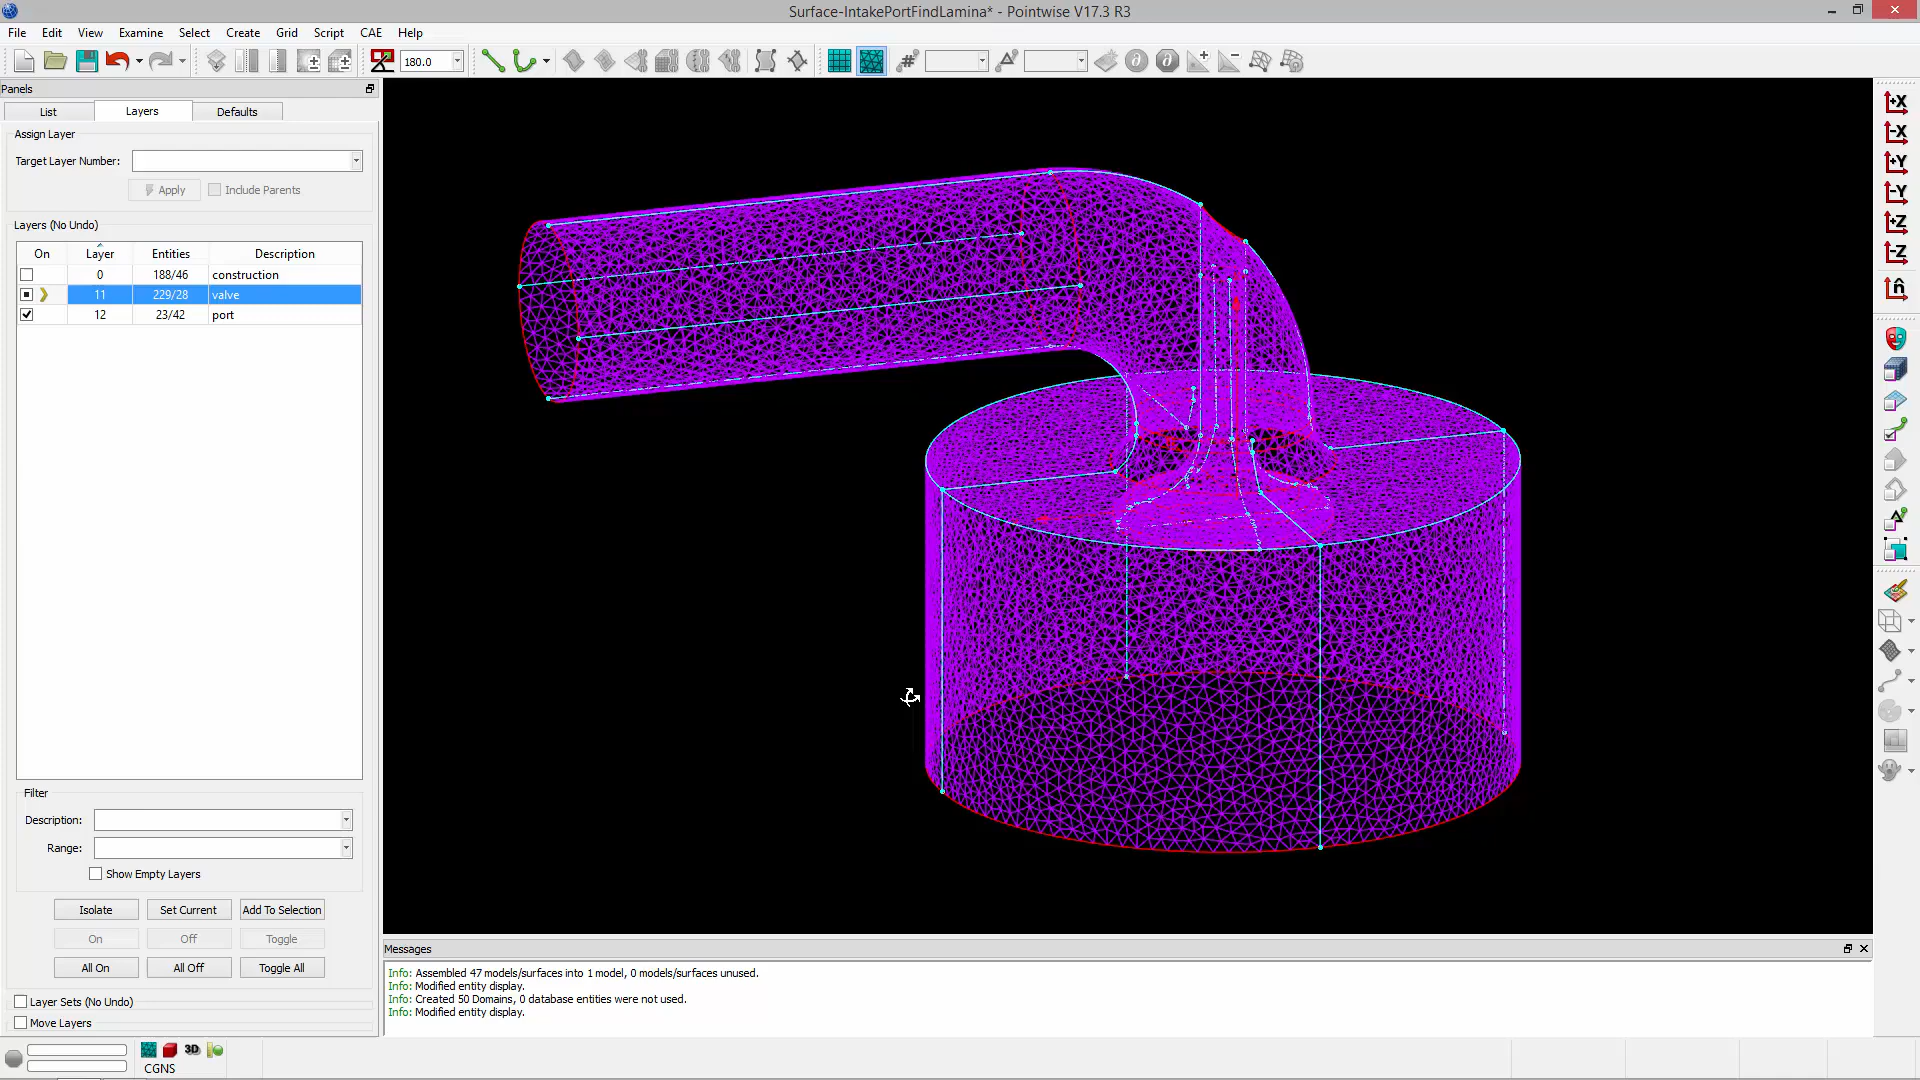 Surface-IntakePortFindLamina* - Pointwise V17.3 R3
File Edit View Examine Select Create Grid Script CAE Help
180.0
Panels
List Layers Defaults
Assign Layer
Target Layer Number:
Apply Include Parents
Layers (No Undo)
On Layer Entities Description
0 188/46 construction
11 229/28 valve
12 23/42 port
Filter
Description:
Range:
Show Empty Layers
Isolate Set Current Add To Selection
On Off Toggle
All On All Off Toggle All
Layer Sets (No Undo)
Move Layers
Messages
Info: Assembled 47 models/surfaces into 1 model, 0 models/surfaces unused.
Info: Modified entity display.
Info: Created 50 Domains, 0 database entities were not used.
Info: Modified entity display.
3D
CGNS
+X
-X
+Y
-Y
+Z
-Z
n̂